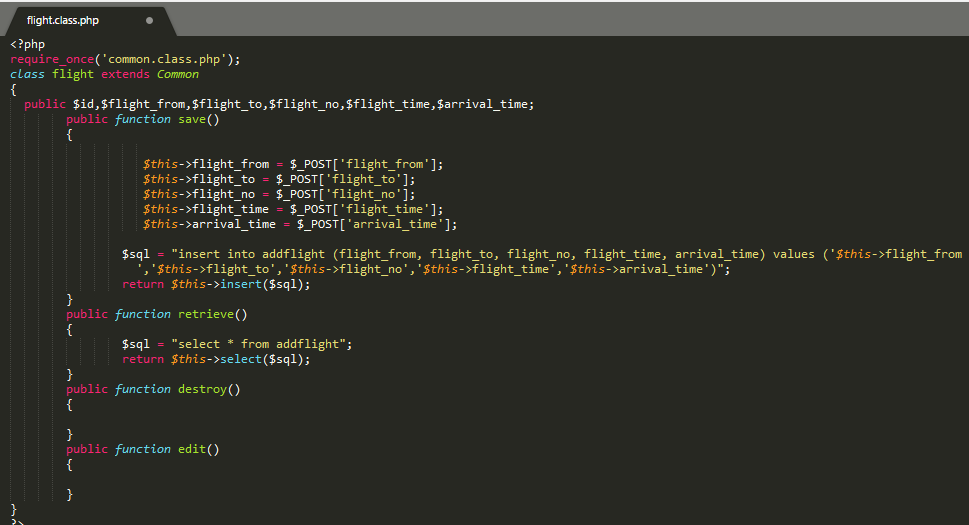 flight.class.php
<?php
require_once('common.class.php');
class flight extends Common
{
public $id,$flight_from,$flight_to,$flight_no,$flight_time,$arrival_time;
public function save()
{
$this->flight_from = $_POST['flight_from'];
$this->flight_to = $_POST['flight_to'];
$this->flight_no = $_POST['flight_no'];
$this->flight_time = $_POST['flight_time'];
$this->arrival_time = $_POST['arrival_time'];
$sql = "insert into addflight (flight_from, flight_to, flight_no, flight_time, arrival_time) values ('$this->flight_from
','$this->flight_to','$this->flight_no','$this->flight_time','$this->arrival_time')";
return $this->insert($sql);
}
public function retrieve()
{
$sql = "select * from addflight";
return $this->select($sql);
}
public function destroy()
{
}
public function edit()
{
}
}
?>